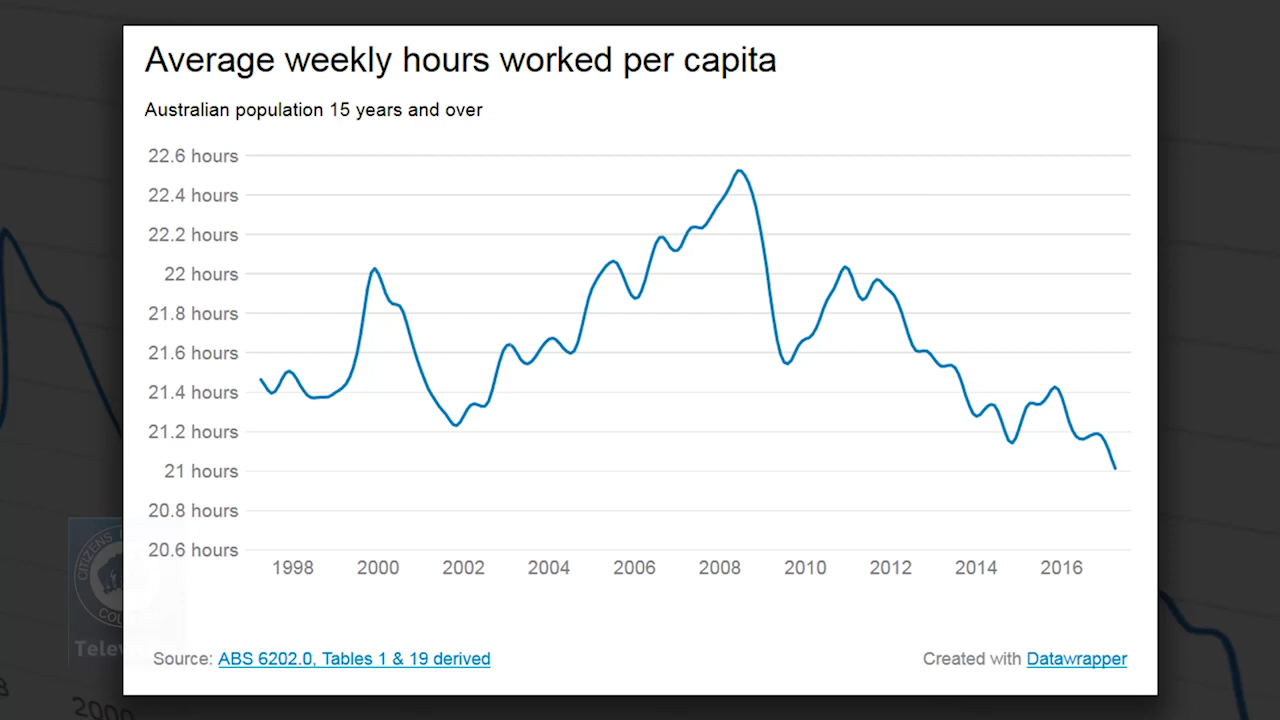 Average weekly hours worked per capita
Australian population 15 years and over
22.6 hours
22.4 hours
22.2 hours
22 hours
21.8 hours
21.6 hours
21.4 hours
21.2 hours
21 hours
20.8 hours
20.6 hours
1998 2000 2002 2004 2006 2008 2010 2012 2014 2016
CITIZENS
Source: ABS 6202.0, Tables 1 & 19 derived
Created with Datawrapper
2000